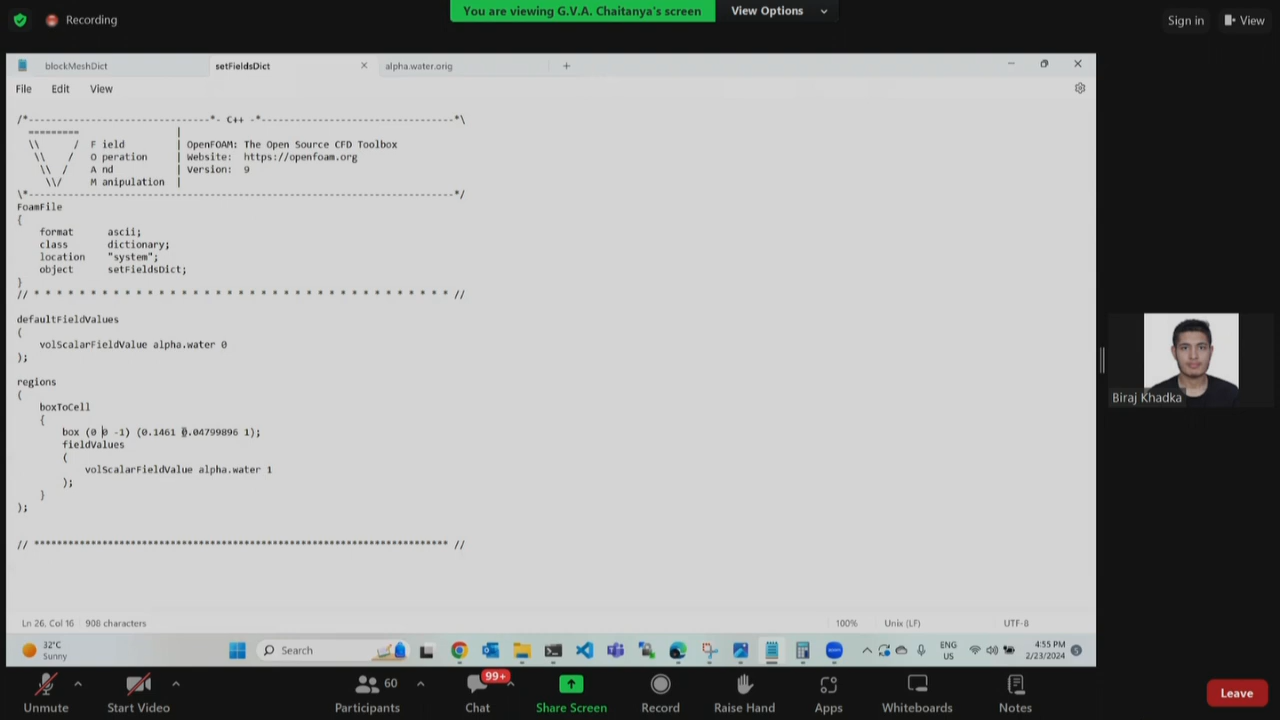 Recording
You are viewing G.V.A. Chaitanya's screen
View Options
Sign in
View
blockMeshDict
setFieldsDict
alpha.water.orig
File
Edit
View
/*--------------------------------*- C++ -*----------------------------------*\
========= |
\\ / F ield | OpenFOAM: The Open Source CFD Toolbox
\\ / O peration | Website: https://openfoam.org
\\ / A nd | Version: 9
\\/ M anipulation |
\*---------------------------------------------------------------------------*/
FoamFile
{
format ascii;
class dictionary;
location "system";
object setFieldsDict;
}
// * * * * * * * * * * * * * * * * * * * * * * * * * * * * * * * * * * * * * //
defaultFieldValues
(
volScalarFieldValue alpha.water 0
);
regions
(
boxToCell
{
box (0 0 -1) (0.1461 0.04799896 1);
fieldValues
(
volScalarFieldValue alpha.water 1
);
}
);
// ************************************************************************* //
Ln 26, Col 16
908 characters
100%
Unix (LF)
UTF-8
32°C
Sunny
Search
ENG
US
4:55 PM
2/23/2024
Biraj Khadka
Unmute
Start Video
60
Participants
99+
Chat
Share Screen
Record
Raise Hand
Apps
Whiteboards
Notes
Leave